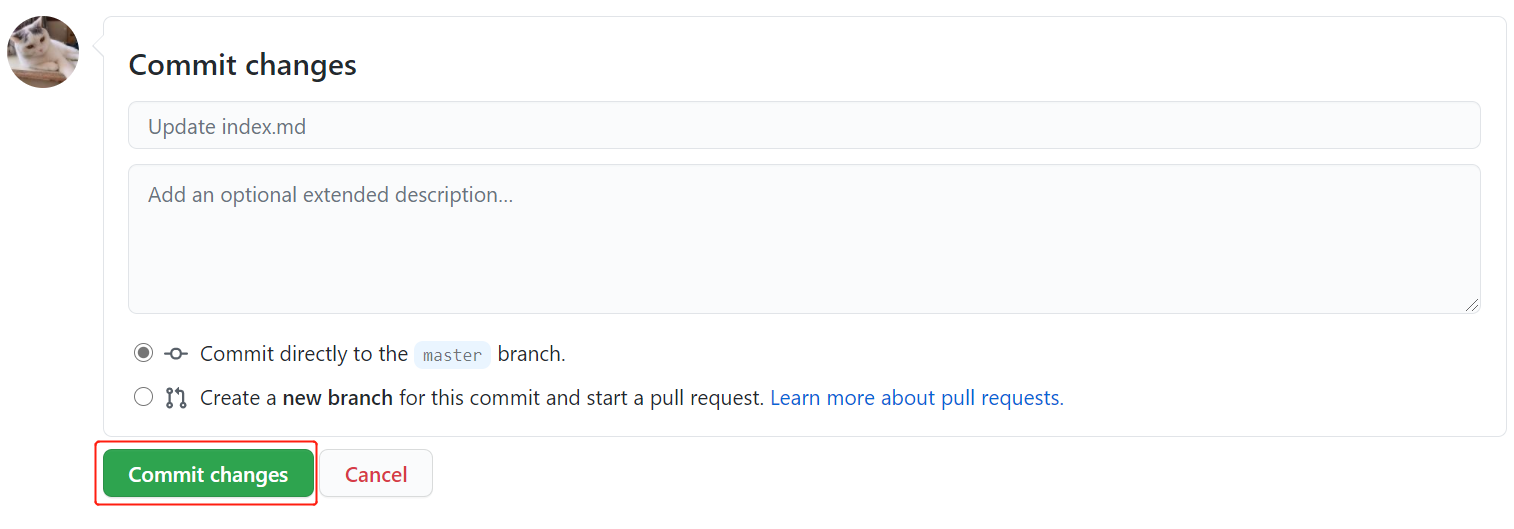 Commit changes
Update index.md
Add an optional extended description...
Commit directly to the master branch.
Create a new branch for this commit and start a pull request. Learn more about pull requests.
Commit changes Cancel